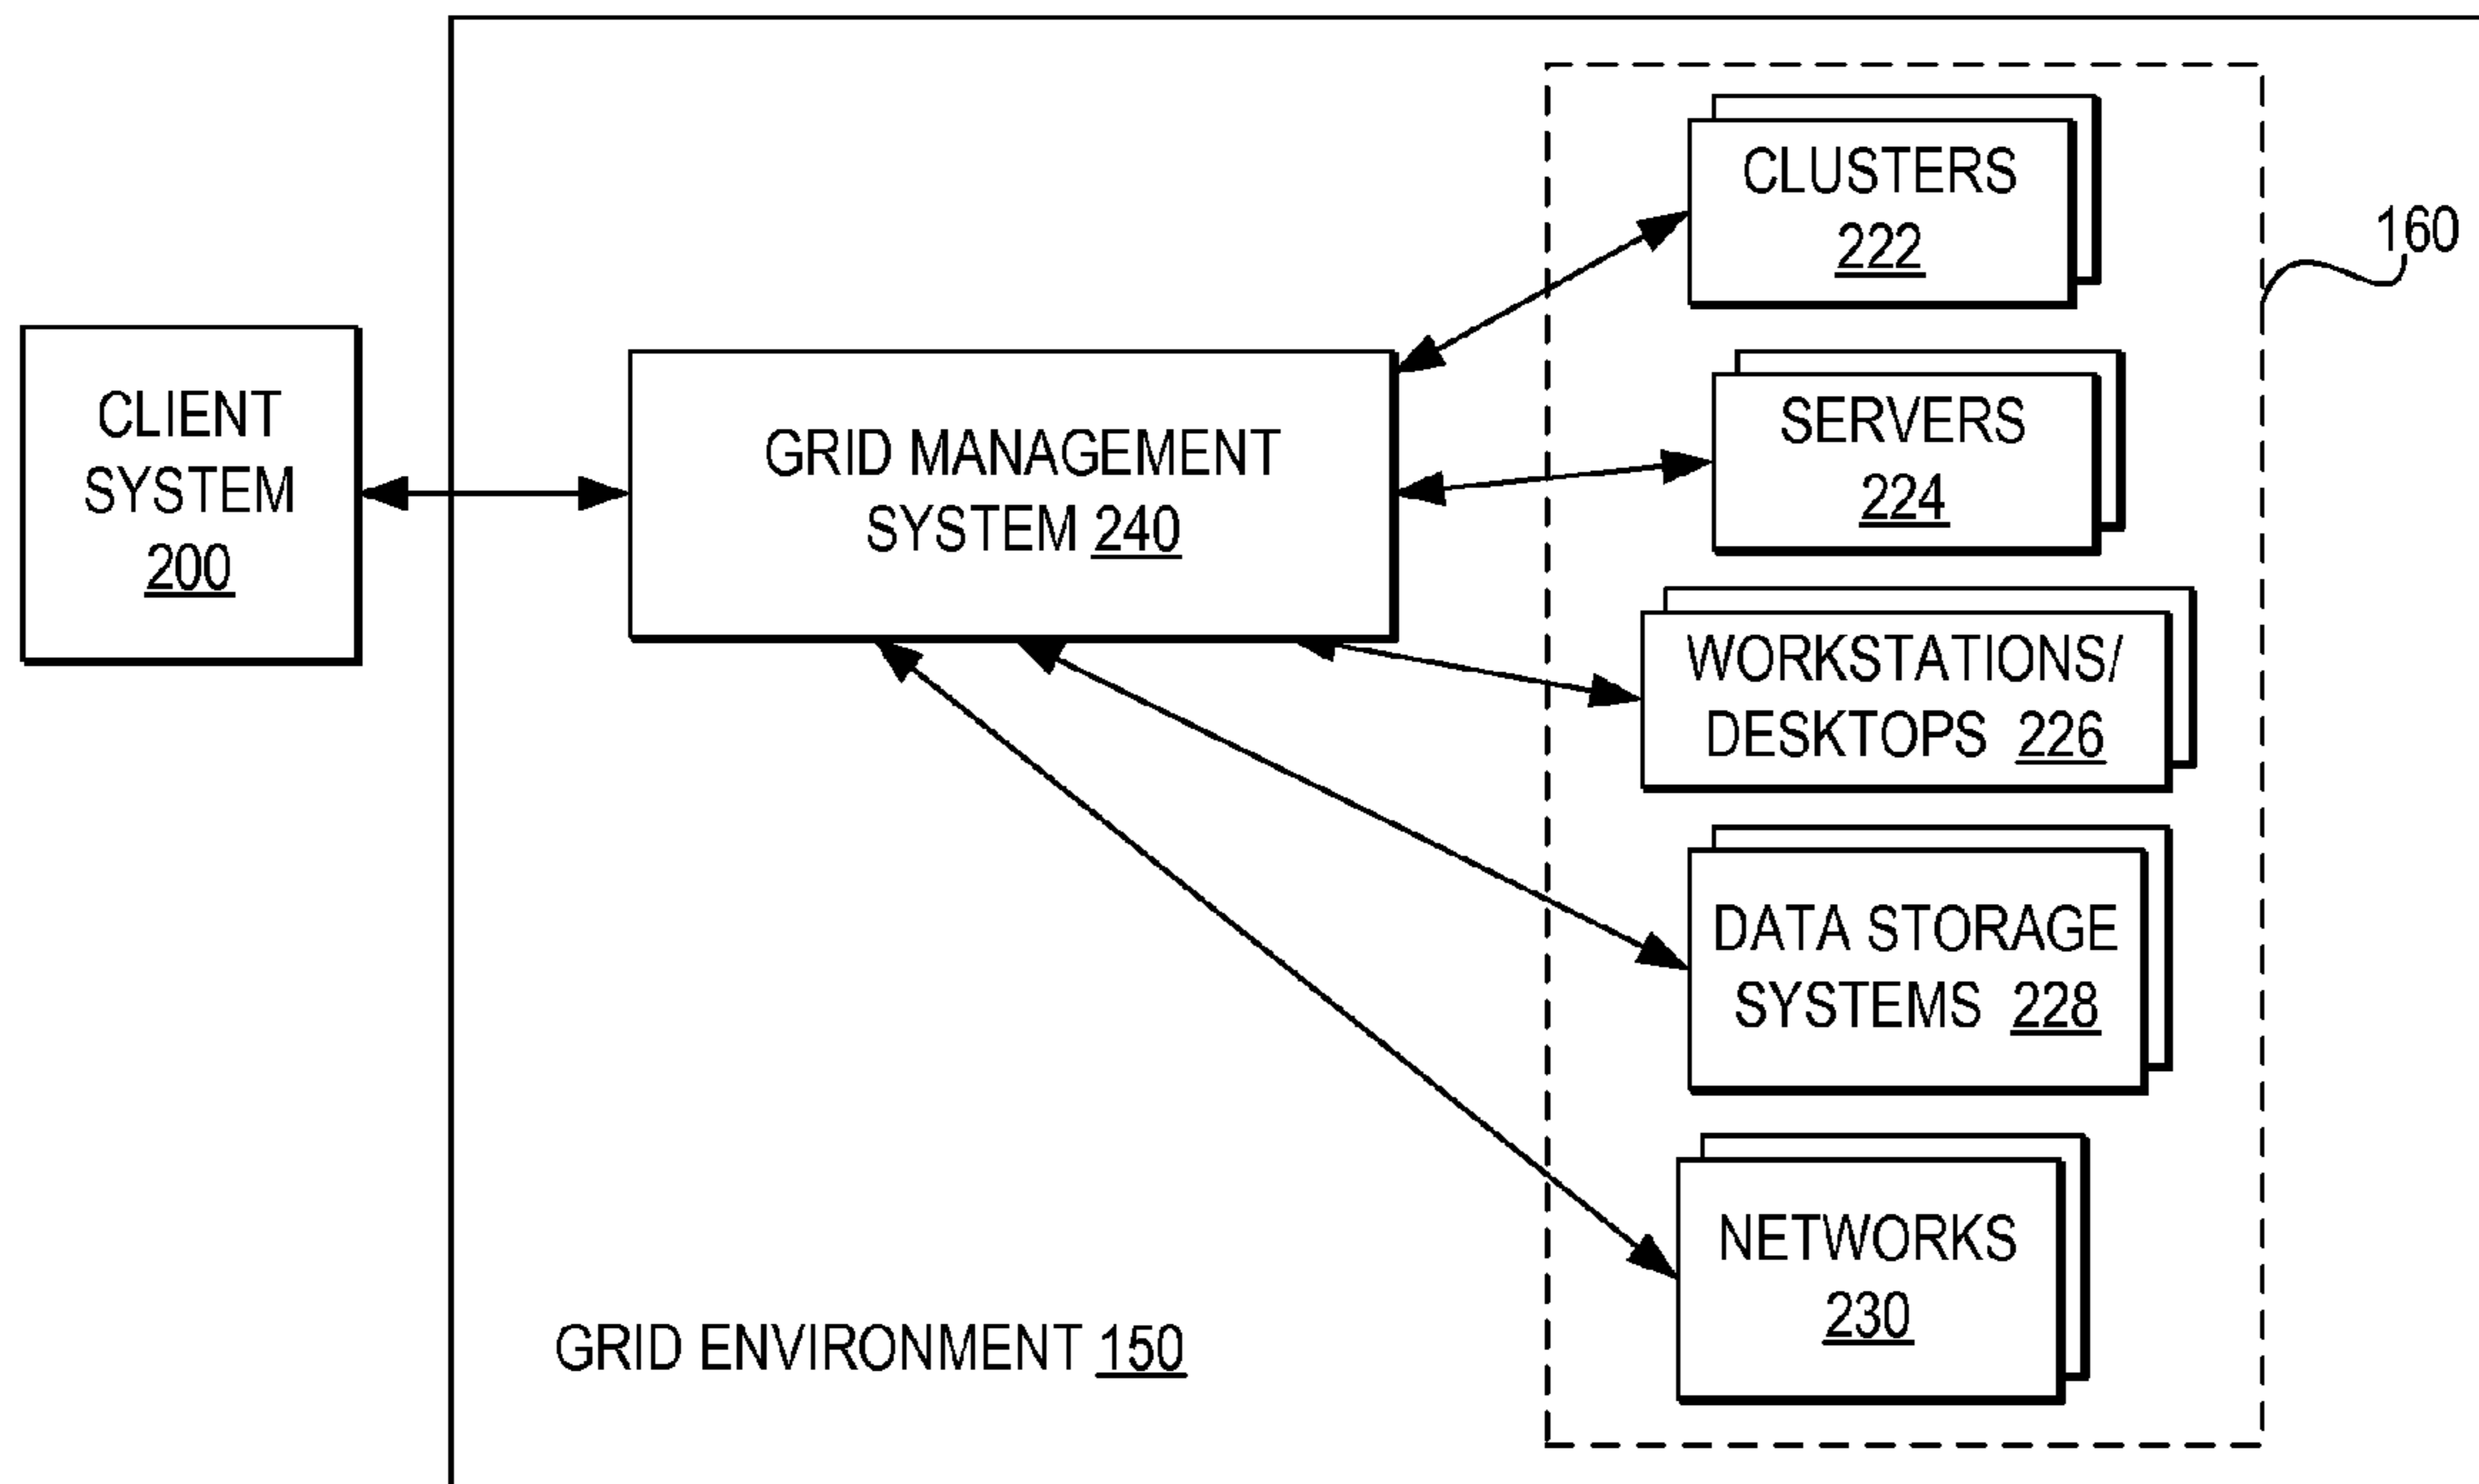 CLIENT
SYSTEM
200
GRID MANAGEMENT
SYSTEM 240
CLUSTERS
222
160
SERVERS
224
WORKSTATIONS/
DESKTOPS 226
DATA STORAGE
SYSTEMS 228
NETWORKS
230
GRID ENVIRONMENT 150